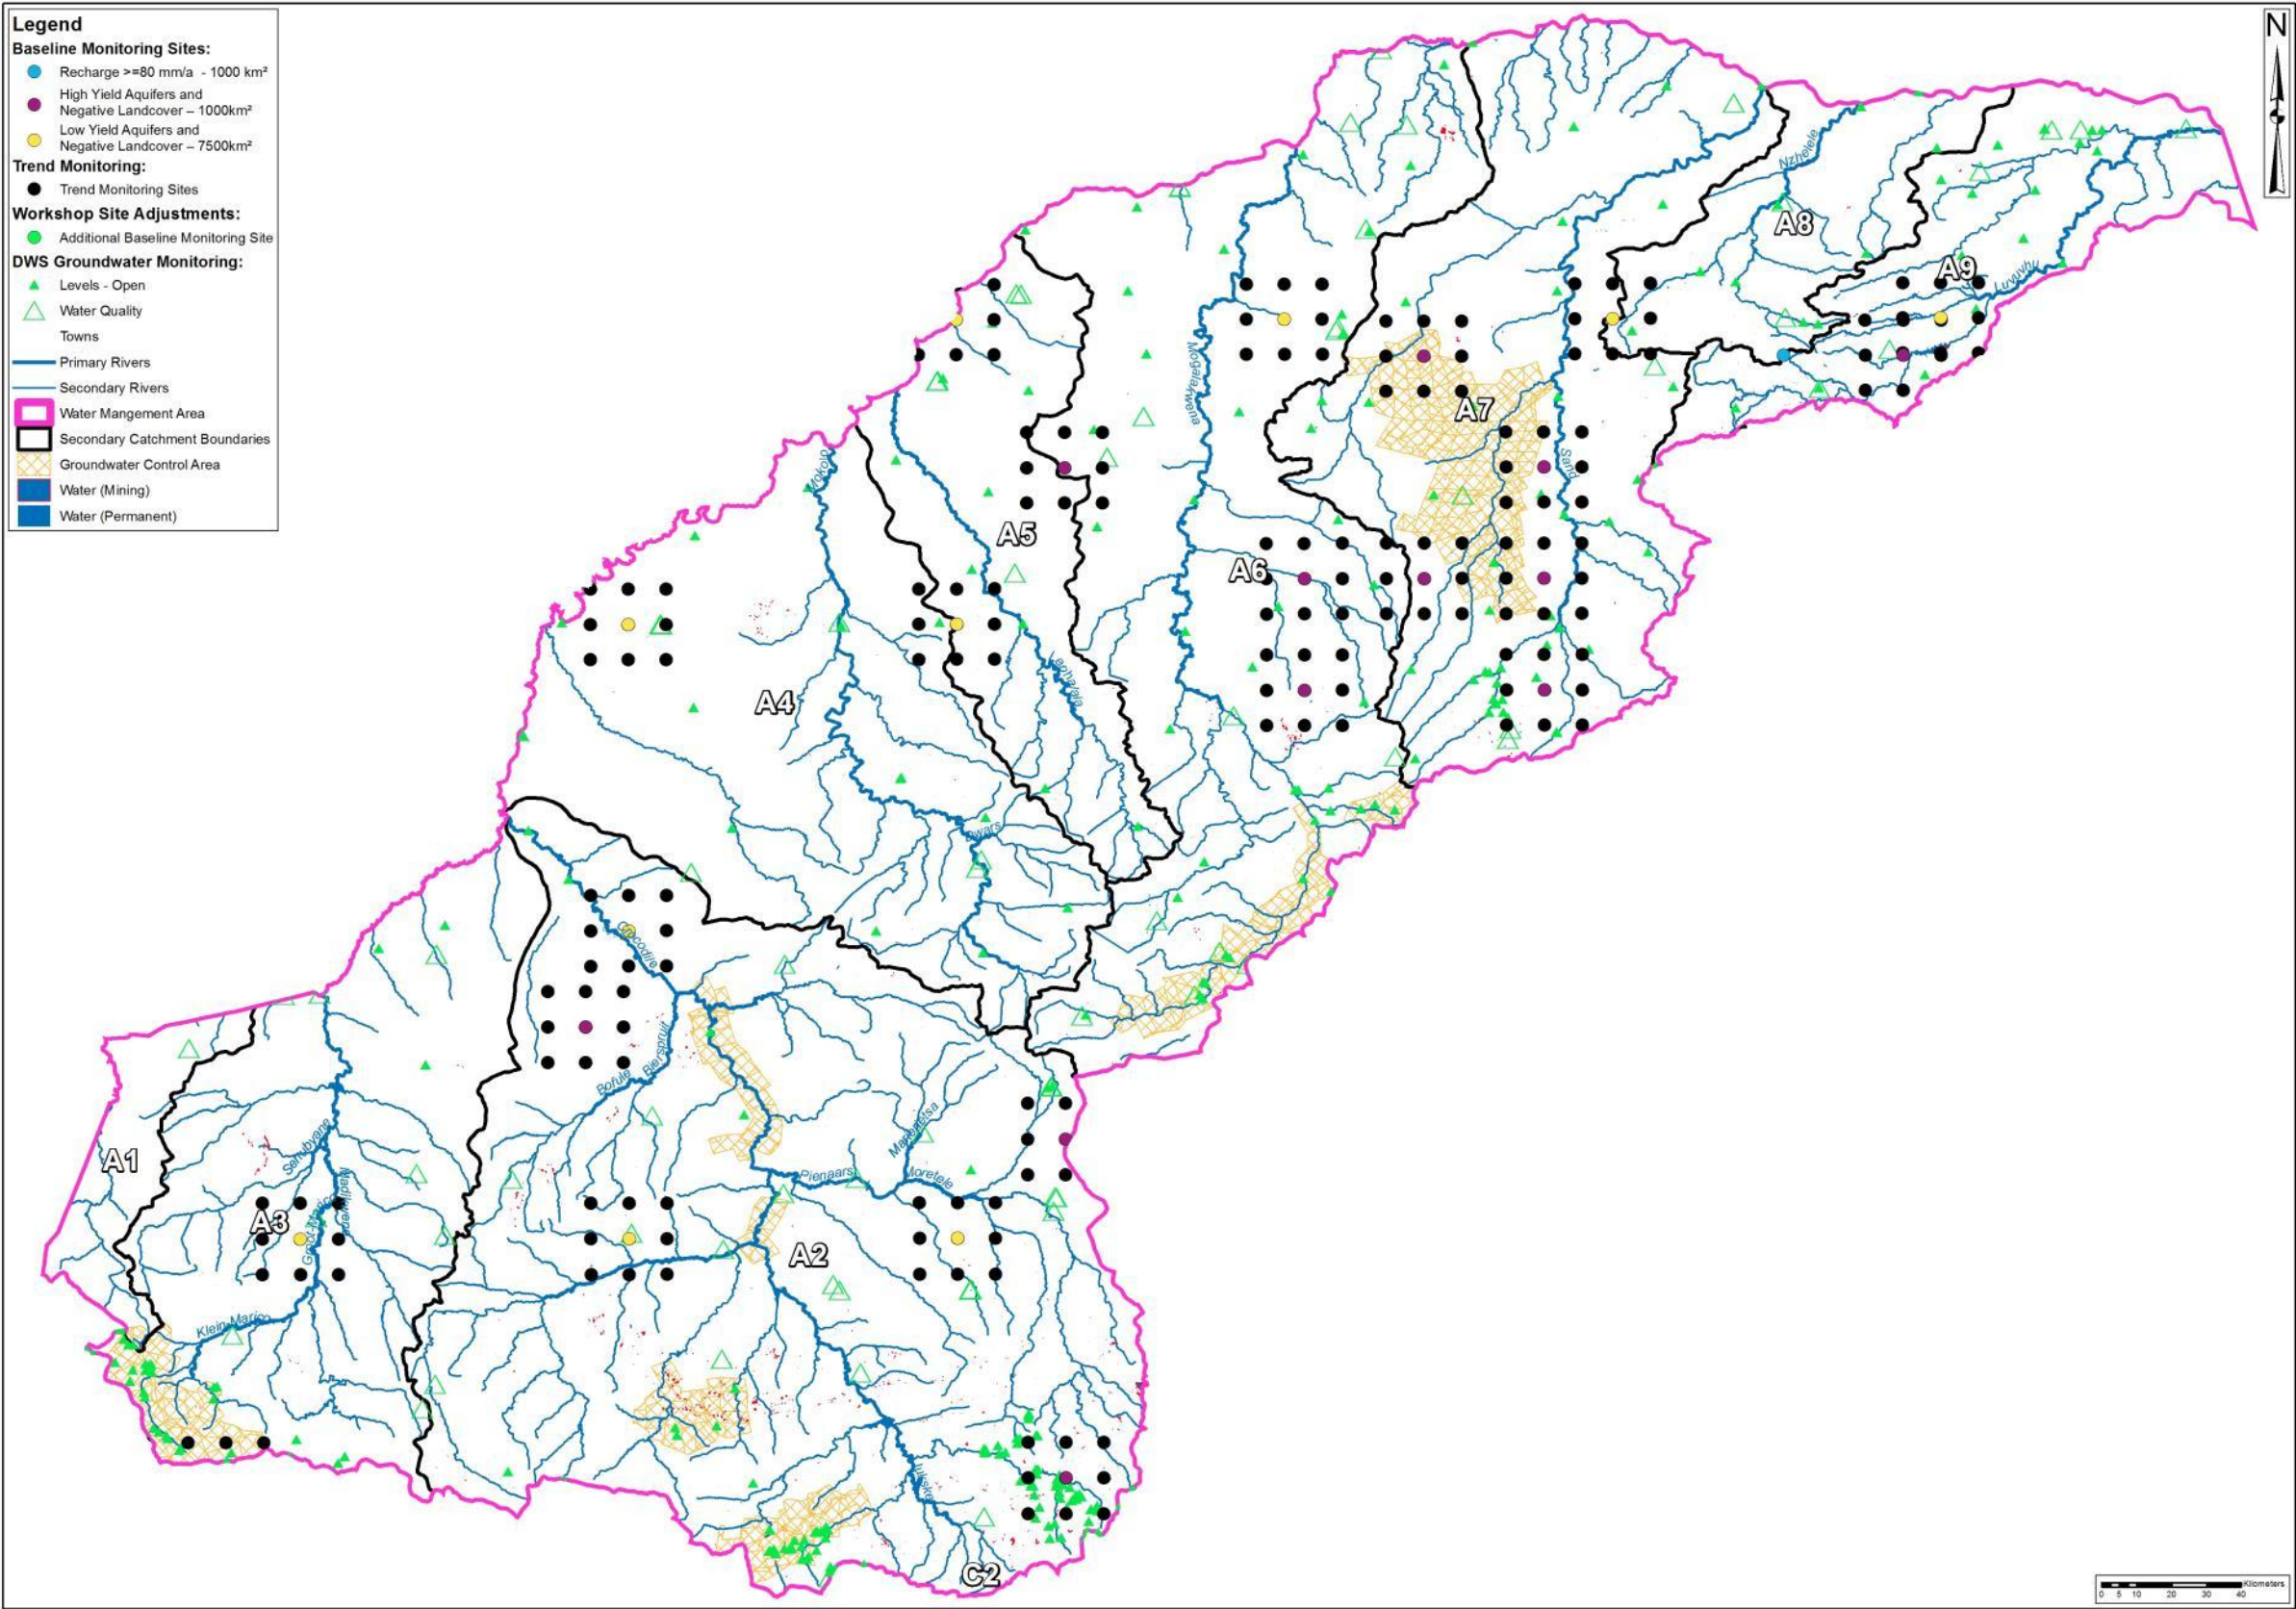 Legend
Baseline Monitoring Sites:
Recharge >=80 mm/a - 1000 km²
High Yield Aquifers and
Negative Landcover – 1000km²
Low Yield Aquifers and
Negative Landcover – 7500km²
Trend Monitoring:
Trend Monitoring Sites
Workshop Site Adjustments:
Additional Baseline Monitoring Site
DWS Groundwater Monitoring:
Levels - Open
Water Quality
Towns
Primary Rivers
Secondary Rivers
Water Mangement Area
Secondary Catchment Boundaries
Groundwater Control Area
Water (Mining)
Water (Permanent)
N
Nzhelele
A8
A9
Luvuvhu
Mogalakwena
A7
Sand
Mokolo
A5
A6
A4
Dwars
Crocodile
Bierspruit
Bofule
A1
A3
Klein-Marico
Pienaars
Moretele
A2
C2
Kilometers
0 5 10 20 30 40